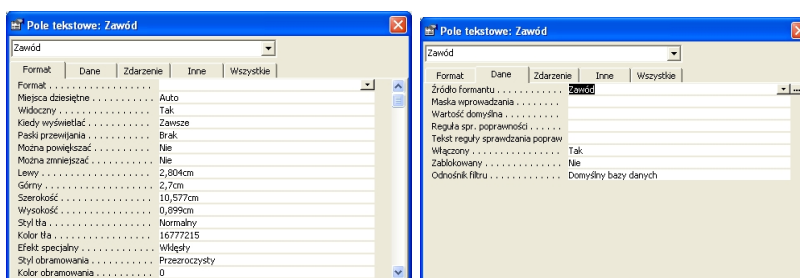 Pole tekstowe: Zawód
Zawód
Format Dane Zdarzenie Inne Wszystkie
Format . . . . . . . . . . . . . . . . . .
Miejsca dziesiętne . . . . . . . . . . Auto
Widoczny . . . . . . . . . . . . . . . . Tak
Kiedy wyświetlać . . . . . . . . . . . Zawsze
Paski przewijania . . . . . . . . . . . Brak
Można powiększać . . . . . . . . . . Nie
Można zmniejszać . . . . . . . . . . Nie
Lewy . . . . . . . . . . . . . . . . . . . 2,804cm
Górny . . . . . . . . . . . . . . . . . . 2,7cm
Szerokość . . . . . . . . . . . . . . . 10,577cm
Wysokość . . . . . . . . . . . . . . . 0,899cm
Styl tła . . . . . . . . . . . . . . . . . Normalny
Kolor tła . . . . . . . . . . . . . . . . 16777215
Efekt specjalny . . . . . . . . . . . . Wklęsły
Styl obramowania . . . . . . . . . . Przezroczysty
Kolor obramowania . . . . . . . . . 0
Pole tekstowe: Zawód
Zawód
Format Dane Zdarzenie Inne Wszystkie
Źródło formantu . . . . . . . . . . . Zawód ...
Maska wprowadzania . . . . . . . .
Wartość domyślna . . . . . . . . . .
Reguła spr. poprawności . . . . . .
Tekst reguły sprawdzania popraw
Włączony . . . . . . . . . . . . . . . . Tak
Zablokowany . . . . . . . . . . . . . Nie
Odnośnik filtru . . . . . . . . . . . . . Domyślny bazy danych